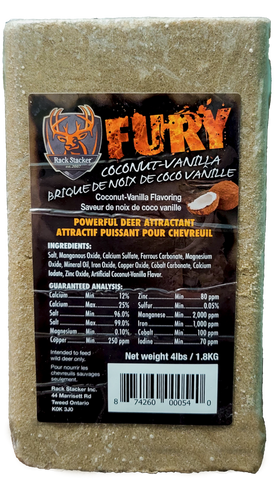 Rack Stacker
FURY
COCONUT-VANILLA
BRIQUE DE NOIX DE COCO VANILLE
Coconut-Vanilla Flavoring
Saveur de noix de coco vanille
POWERFUL DEER ATTRACTANT
ATTRACTIF PUISSANT POUR CHEVREUIL
INGREDIENTS:
Salt, Manganous Oxide, Calcium Sulfate, Ferrous Carbonate, Magnesium
Oxide, Mineral Oil, Iron Oxide, Copper Oxide, Cobalt Carbonate, Calcium
Iodate, Zinc Oxide, Artificial Coconut-Vanilla Flavor.
GUARANTEED ANALYSIS:
Calcium Min 12% Zinc Min 80 ppm
Calcium Max 25% Sulfur Min 0.05%
Salt Min 96.0% Manganese Min 2,000 ppm
Salt Max 99.0% Iron Min 1,000 ppm
Magnesium Min 0.10% Cobalt Min 100 ppm
Copper Min 250 ppm Iodine Min 70 ppm
Intended to feed
wild deer only.
Pour nourir les
chevreuils sauvages
seulement.
Net weight 4lbs / 1.8KG
Rack Stacker Inc.
44 Marrisett Rd
Tweed Ontario
K0K 3J0
8 74260 00054 0